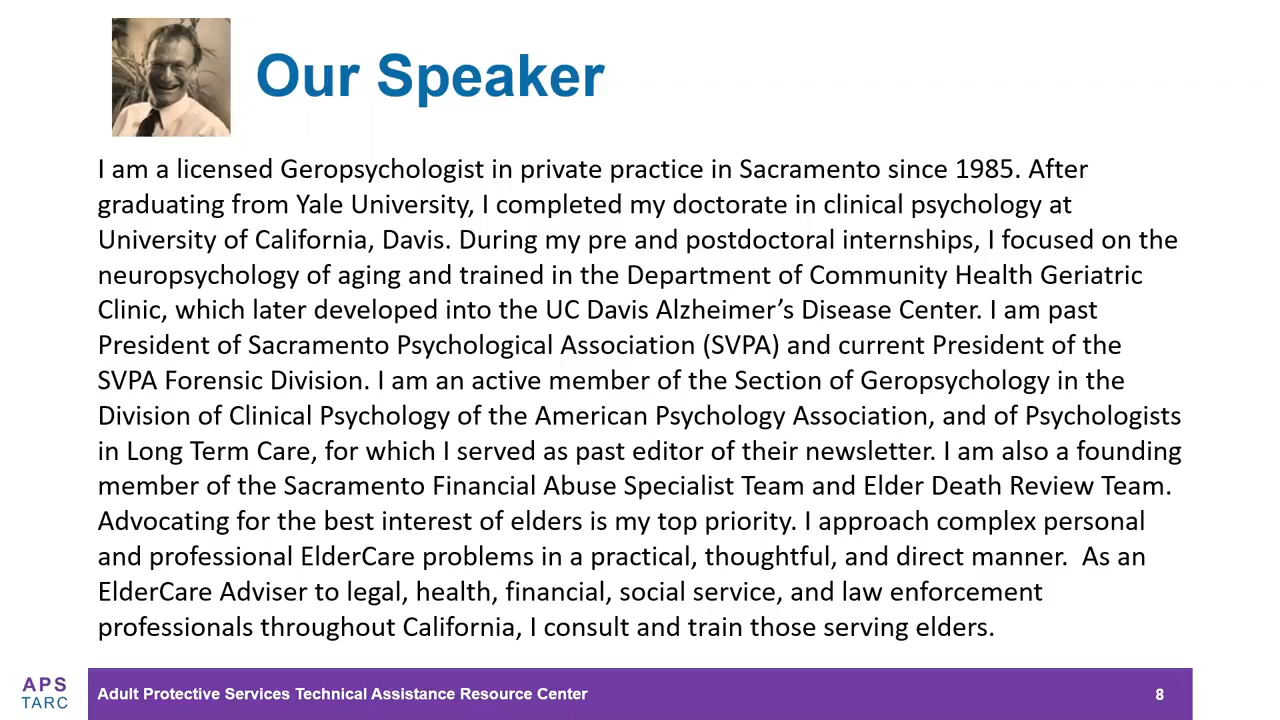 Our Speaker
I am a licensed Geropsychologist in private practice in Sacramento since 1985. After
graduating from Yale University, I completed my doctorate in clinical psychology at
University of California, Davis. During my pre and postdoctoral internships, I focused on the
neuropsychology of aging and trained in the Department of Community Health Geriatric
Clinic, which later developed into the UC Davis Alzheimer’s Disease Center. I am past
President of Sacramento Psychological Association (SVPA) and current President of the
SVPA Forensic Division. I am an active member of the Section of Geropsychology in the
Division of Clinical Psychology of the American Psychology Association, and of Psychologists
in Long Term Care, for which I served as past editor of their newsletter. I am also a founding
member of the Sacramento Financial Abuse Specialist Team and Elder Death Review Team.
Advocating for the best interest of elders is my top priority. I approach complex personal
and professional ElderCare problems in a practical, thoughtful, and direct manner.  As an
ElderCare Adviser to legal, health, financial, social service, and law enforcement
professionals throughout California, I consult and train those serving elders.
APS
TARC
Adult Protective Services Technical Assistance Resource Center
8